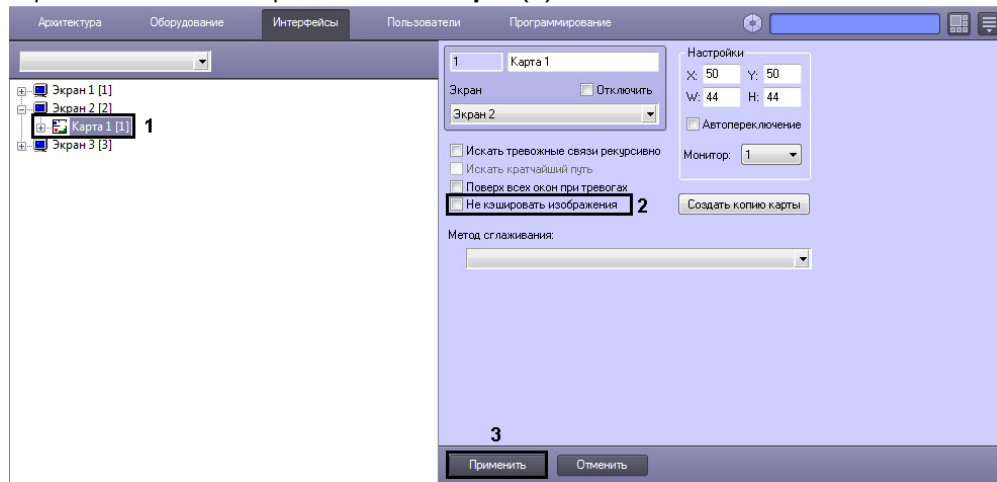 Архитектура Оборудование Интерфейсы Пользователи Программирование
Экран 1 [1]
Экран 2 [2]
Карта 1 [1] 1
Экран 3 [3]
1 Карта 1
Экран Отключить
Экран 2
Искать тревожные связи рекурсивно
Искать кратчайший путь
Поверх всех окон при тревогах
Не кэшировать изображения 2
Метод сглаживания:
Настройки
X: 50 Y: 50
W: 44 H: 44
Автопереключение
Монитор: 1
Создать копию карты
3
Применить Отменить